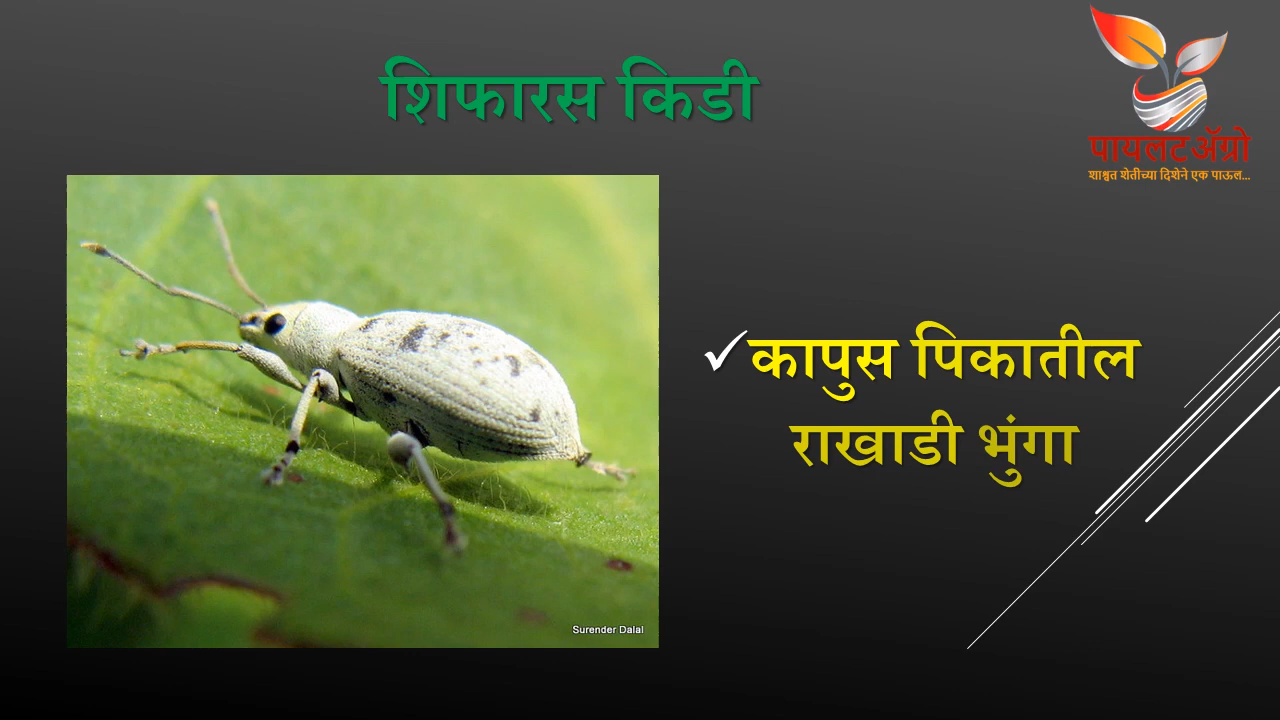 शिफारस किडी
पायलटॲग्रो
शाश्वत शेतीच्या दिशेने एक पाऊल...
✓कापुस पिकातील
राखाडी भुंगा
Surender Dalal